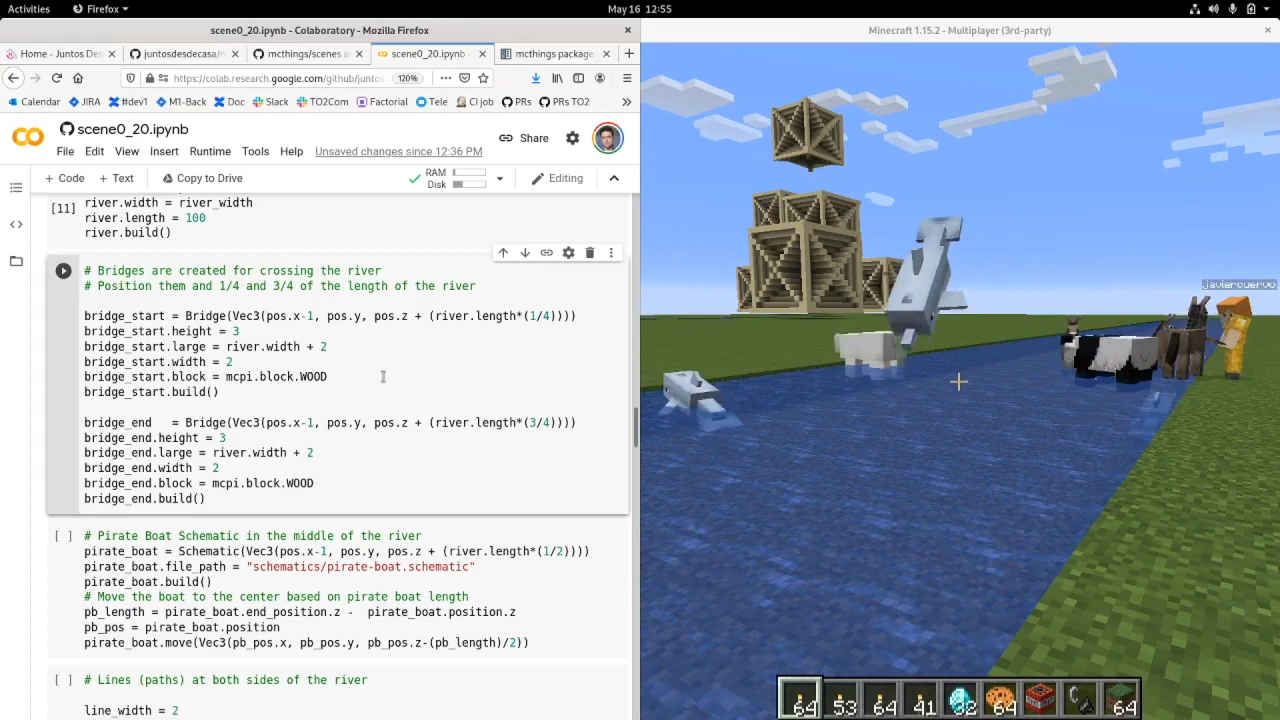 Activities
Firefox
May 16 12:55
scene0_20.ipynb - Colaboratory — Mozilla Firefox
Minecraft 1.15.2 - Multiplayer (3rd-party)
Home - Juntos Des
juntosdesdecasa/m
mcthings/scenes a
scene0_20.ipynb -
mcthings package
https://colab.research.google.com/github/juntos
120%
Calendar
JIRA
#dev1
M1-Back
Doc
Slack
TO2Com
Factorial
Tele
CI job
PRs
PRs TO2
scene0_20.ipynb
Share
File Edit View Insert Runtime Tools Help Unsaved changes since 12:36 PM
+ Code + Text Copy to Drive
RAM
Disk
Editing
[11]
river.width = river_width
river.length = 100
river.build()
# Bridges are created for crossing the river
# Position them and 1/4 and 3/4 of the length of the river
bridge_start = Bridge(Vec3(pos.x-1, pos.y, pos.z + (river.length*(1/4))))
bridge_start.height = 3
bridge_start.large = river.width + 2
bridge_start.width = 2
bridge_start.block = mcpi.block.WOOD
bridge_start.build()
bridge_end   = Bridge(Vec3(pos.x-1, pos.y, pos.z + (river.length*(3/4))))
bridge_end.height = 3
bridge_end.large = river.width + 2
bridge_end.width = 2
bridge_end.block = mcpi.block.WOOD
bridge_end.build()
[ ]
# Pirate Boat Schematic in the middle of the river
pirate_boat = Schematic(Vec3(pos.x-1, pos.y, pos.z + (river.length*(1/2))))
pirate_boat.file_path = "schematics/pirate-boat.schematic"
pirate_boat.build()
# Move the boat to the center based on pirate boat length
pb_length = pirate_boat.end_position.z -  pirate_boat.position.z
pb_pos = pirate_boat.position
pirate_boat.move(Vec3(pb_pos.x, pb_pos.y, pb_pos.z-(pb_length)/2))
[ ]
# Lines (paths) at both sides of the river
line_width = 2
javiercuervo
64 53 64 41 64 64